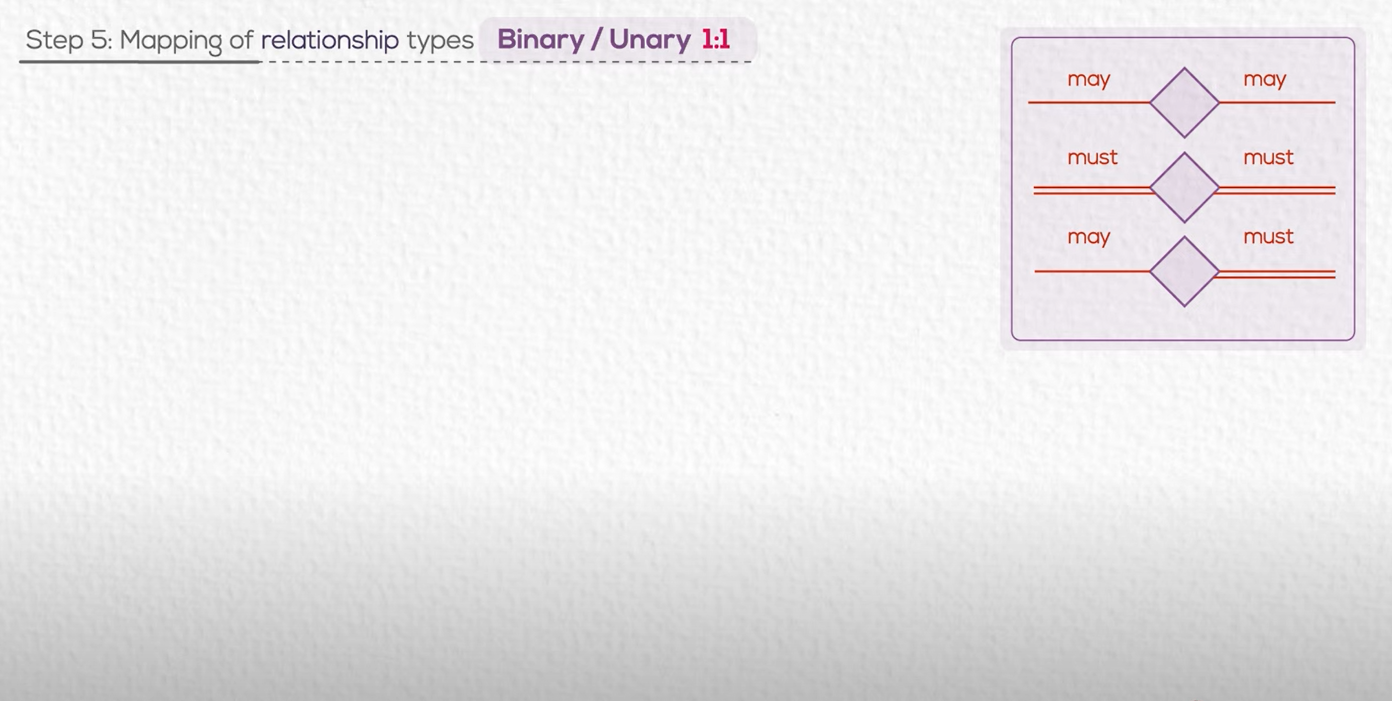 Step 5: Mapping of relationship types Binary / Unary 1:1
may may
must must
may must